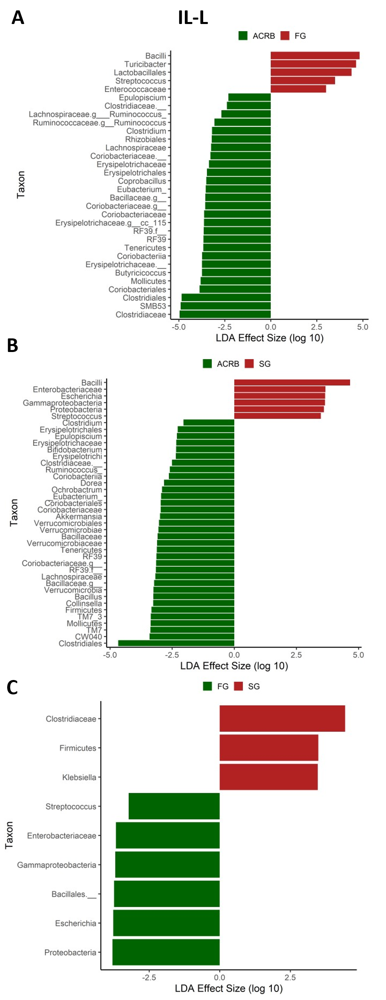 A
IL-L
ACRB FG
Bacilli
Turicibacter
Lactobacillales
Streptococcus
Enterococcaceae
Epulopiscium
Clostridiaceae.__
Lachnospiraceae.g___Ruminococcus_
Ruminococcaceae.g__Ruminococcus
Clostridium
Rhizobiales
Lachnospiraceae
Coriobacteriaceae.__
Erysipelotrichaceae
Erysipelotrichales
Coprobacillus
Eubacterium_
Bacillaceae.g__
Coriobacteriaceae.g__
Coriobacteriaceae
Erysipelotrichaceae.g__cc_115
RF39.f__
RF39
Tenericutes
Coriobacteriia
Erysipelotrichaceae.__
Butyricicoccus
Mollicutes
Coriobacteriales
Clostridiales
SMB53
Clostridiaceae
Taxon
-5.0 -2.5 0.0 2.5 5.0
LDA Effect Size (log 10)
B
ACRB SG
Bacilli
Enterobacteriaceae
Escherichia
Gammaproteobacteria
Proteobacteria
Streptococcus
Clostridium
Erysipelotrichales
Epulopiscium
Erysipelotrichaceae
Bifidobacterium
Erysipelotrichi
Clostridiaceae.__
Ruminococcus_
Coriobacteriia
Dorea
Ochrobactrum
_Eubacterium_
Coriobacteriales
Coriobacteriaceae
Akkermansia
Verrucomicrobiales
Verrucomicrobiae
Bacillaceae
Verrucomicrobiaceae
Tenericutes
RF39
Coriobacteriaceae.g__
RF39.f__
Lachnospiraceae
Bacillaceae.g__
Verrucomicrobia
Bacillus
Collinsella
Firmicutes
TM7_3
Mollicutes
TM7
CW040
Clostridiales
Taxon
-5.0 -2.5 0.0 2.5 5.0
LDA Effect Size (log 10)
C
FG SG
Clostridiaceae
Firmicutes
Klebsiella
Streptococcus
Enterobacteriaceae
Gammaproteobacteria
Bacillales.__
Escherichia
Proteobacteria
Taxon
-2.5 0.0 2.5
LDA Effect Size (log 10)